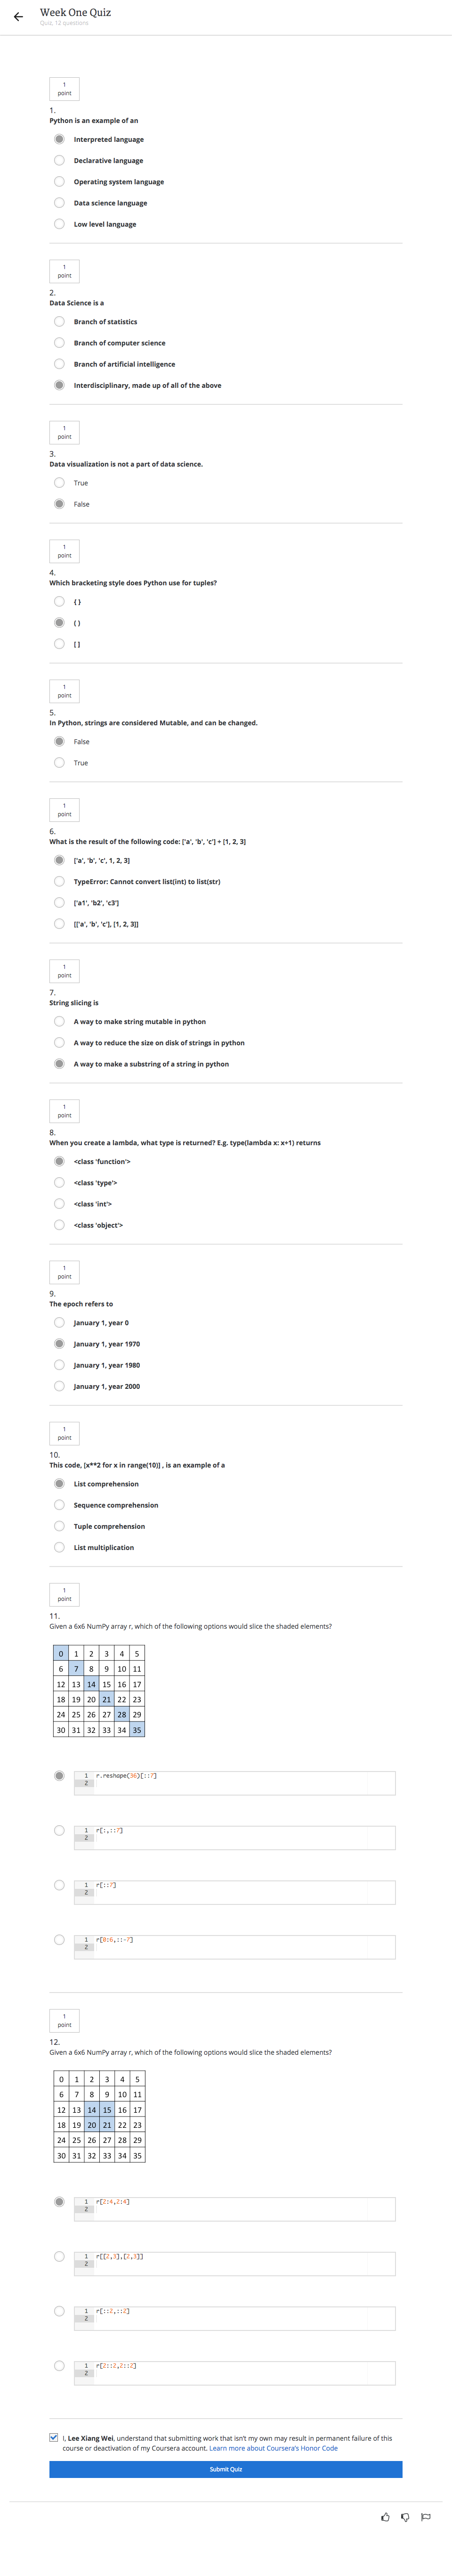 Week One Quiz
Quiz, 12 questions
1
point
1.
Python is an example of an
Interpreted language
Declarative language
Operating system language
Data science language
Low level language
1
point
2.
Data Science is a
Branch of statistics
Branch of computer science
Branch of artificial intelligence
Interdisciplinary, made up of all of the above
1
point
3.
Data visualization is not a part of data science.
True
False
1
point
4.
Which bracketing style does Python use for tuples?
{ }
( )
[ ]
1
point
5.
In Python, strings are considered Mutable, and can be changed.
False
True
1
point
6.
What is the result of the following code: ['a', 'b', 'c'] + [1, 2, 3]
['a', 'b', 'c', 1, 2, 3]
TypeError: Cannot convert list(int) to list(str)
['a1', 'b2', 'c3']
[['a', 'b', 'c'], [1, 2, 3]]
1
point
7.
String slicing is
A way to make string mutable in python
A way to reduce the size on disk of strings in python
A way to make a substring of a string in python
1
point
8.
When you create a lambda, what type is returned? E.g. type(lambda x: x+1) returns
<class 'function'>
<class 'type'>
<class 'int'>
<class 'object'>
1
point
9.
The epoch refers to
January 1, year 0
January 1, year 1970
January 1, year 1980
January 1, year 2000
1
point
10.
This code, [x**2 for x in range(10)] , is an example of a
List comprehension
Sequence comprehension
Tuple comprehension
List multiplication
1
point
11.
Given a 6x6 NumPy array r, which of the following options would slice the shaded elements?
0 1 2 3 4 5
6 7 8 9 10 11
12 13 14 15 16 17
18 19 20 21 22 23
24 25 26 27 28 29
30 31 32 33 34 35
1 r.reshape(36)[::7]
2
1 r[:,::7]
2
1 r[::7]
2
1 r[0:6,::-7]
2
1
point
12.
Given a 6x6 NumPy array r, which of the following options would slice the shaded elements?
0 1 2 3 4 5
6 7 8 9 10 11
12 13 14 15 16 17
18 19 20 21 22 23
24 25 26 27 28 29
30 31 32 33 34 35
1 r[2:4,2:4]
2
1 r[[2,3],[2,3]]
2
1 r[::2,::2]
2
1 r[2::2,2::2]
2
I, Lee Xiang Wei, understand that submitting work that isn't my own may result in permanent failure of this
course or deactivation of my Coursera account. Learn more about Coursera's Honor Code
Submit Quiz